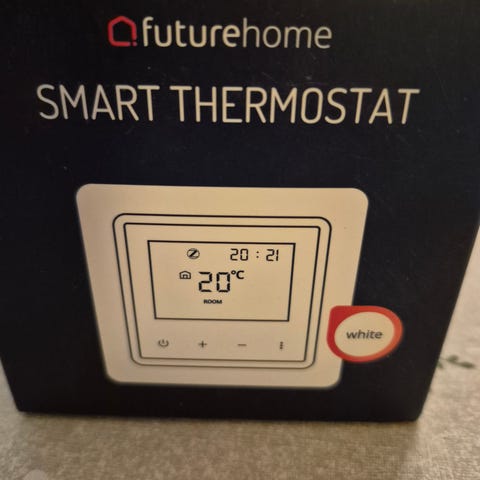 futurehome
SMART THERMOSTAT
20 : 21
20°C
ROOM
white